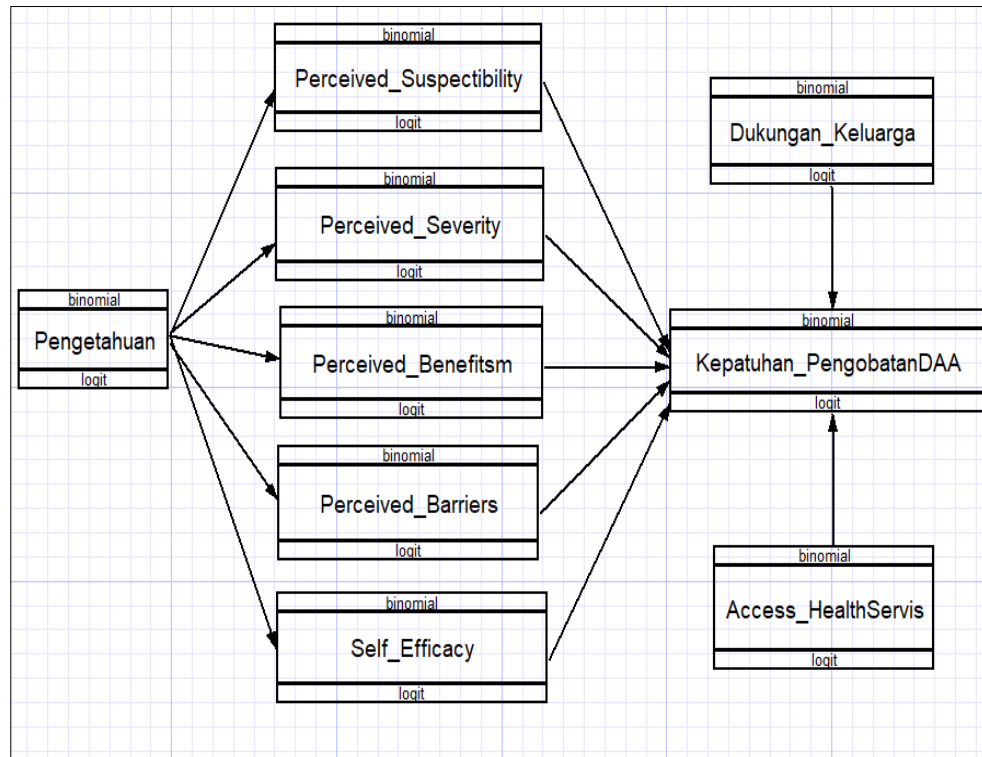 binomial
Perceived_Suspectibility
logit
binomial
Dukungan_Keluarga
logit
binomial
Perceived_Severity
logit
binomial
Pengetahuan
logit
binomial
Perceived_Benefitsm
logit
binomial
Kepatuhan_PengobatanDAA
logit
binomial
Perceived_Barriers
logit
binomial
Access_HealthServis
logit
binomial
Self_Efficacy
logit